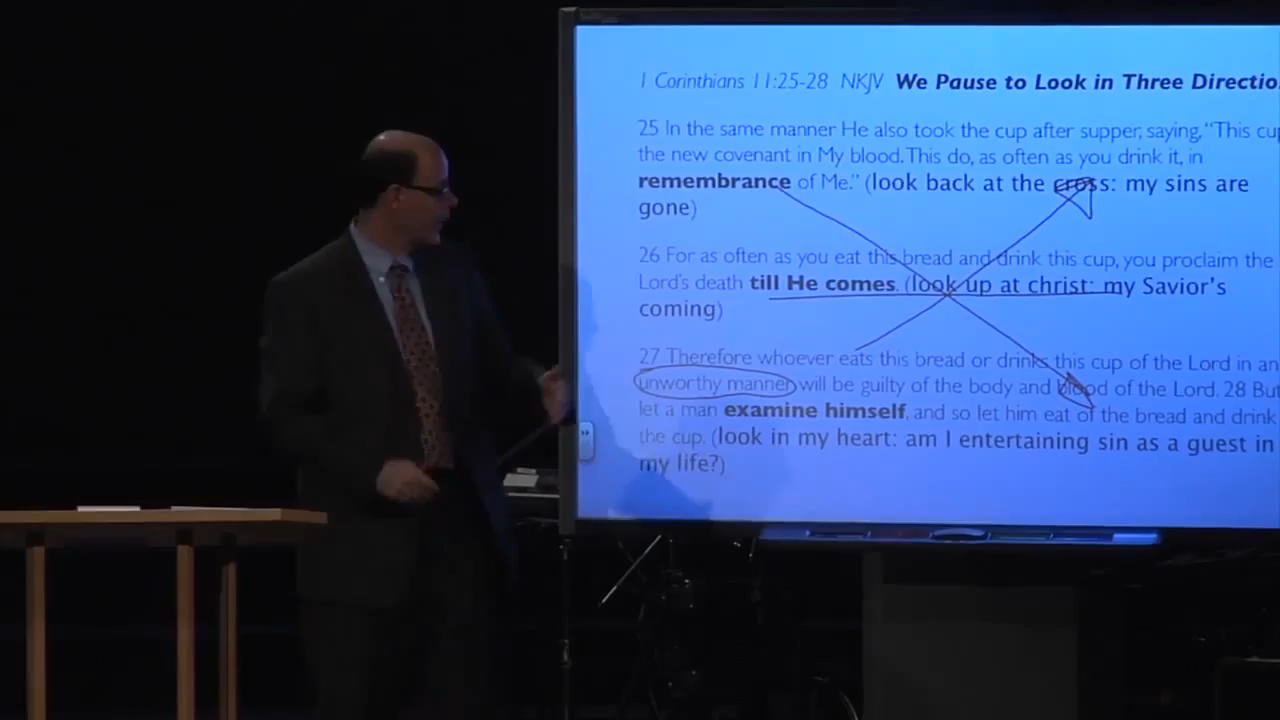 1 Corinthians 11:25-28 NKJV We Pause to Look in Three Directio
25 In the same manner He also took the cup after supper, saying, "This cu
the new covenant in My blood. This do, as often as you drink it, in
remembrance of Me." (look back at the cross: my sins are
gone)
26 For as often as you eat this bread and drink this cup, you proclaim the
Lord's death till He comes. (look up at christ: my Savior's
coming)
27 Therefore whoever eats this bread or drinks this cup of the Lord in an
unworthy manner will be guilty of the body and blood of the Lord. 28 But
let a man examine himself, and so let him eat of the bread and drink
the cup. (look in my heart: am I entertaining sin as a guest in
my life?)